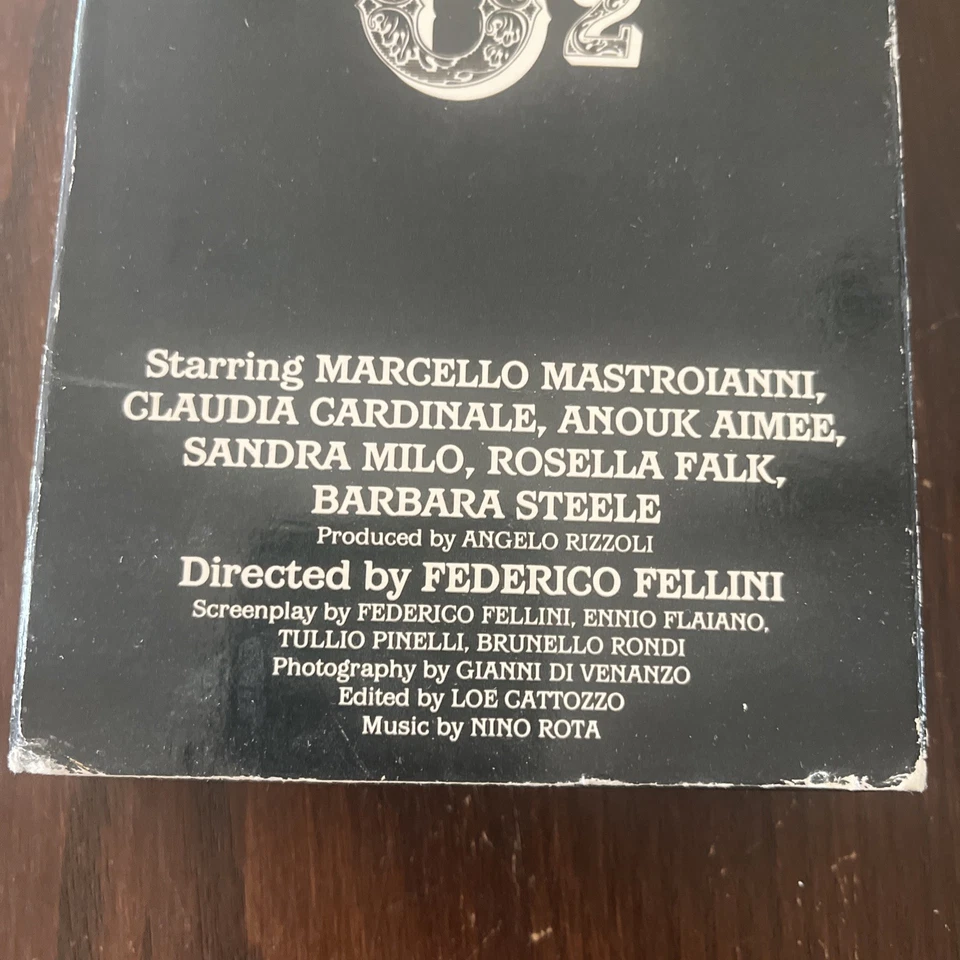 2
Starring MARCELLO MASTROIANNI,
CLAUDIA CARDINALE, ANOUK AIMEE,
SANDRA MILO, ROSELLA FALK,
BARBARA STEELE
Produced by ANGELO RIZZOLI
Directed by FEDERICO FELLINI
Screenplay by FEDERICO FELLINI, ENNIO FLAIANO,
TULLIO PINELLI, BRUNELLO RONDI
Photography by GIANNI DI VENANZO
Edited by LOE CATTOZZO
Music by NINO ROTA